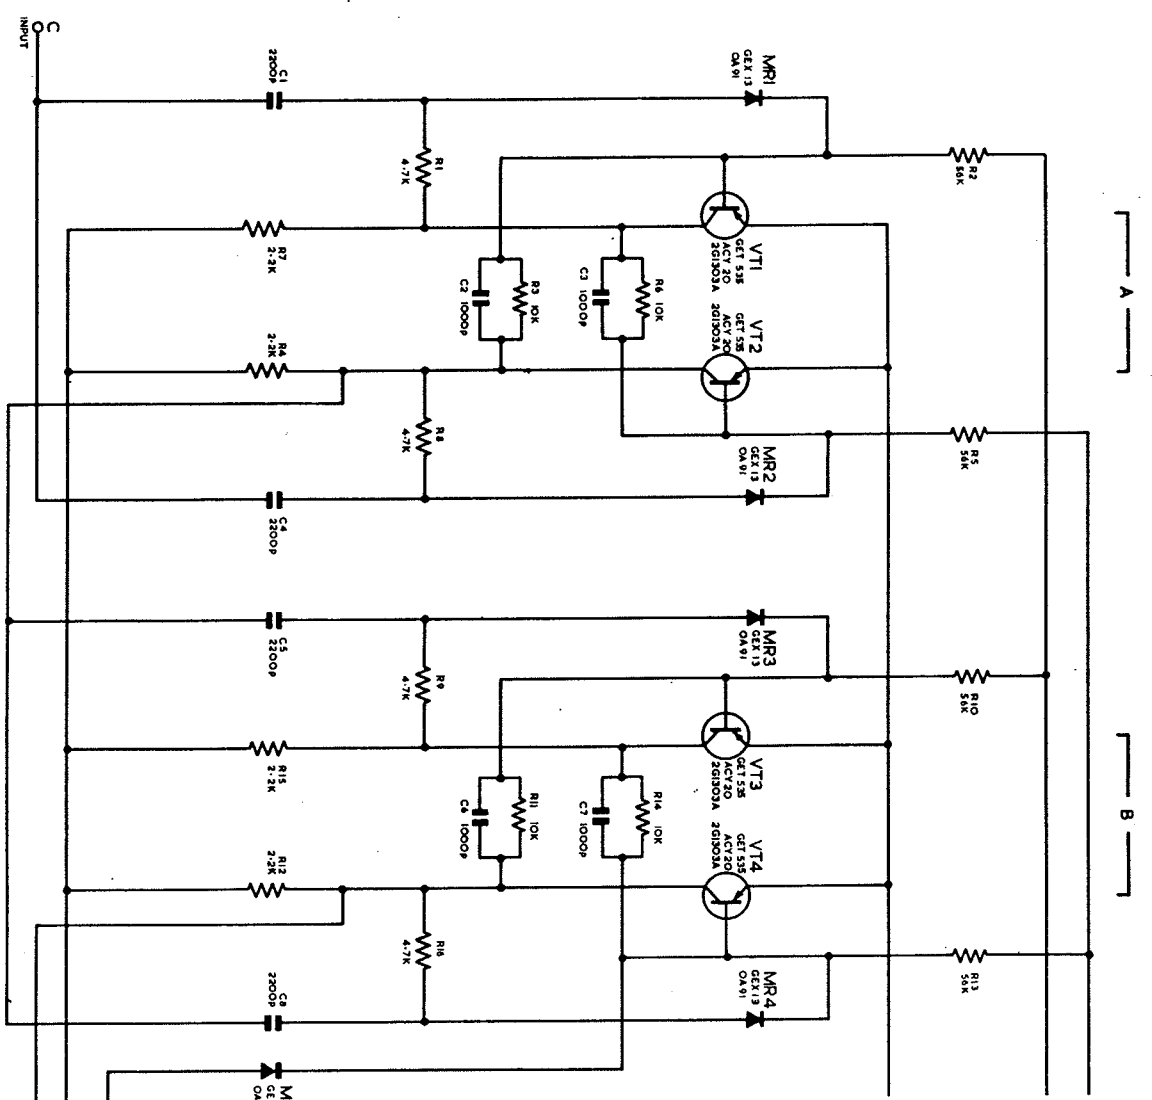 C
INPUT
C1
2200p
MR1
GEX 13
OA 91
R1
4·7K
R2
56K
A
R7
2·2K
VT1
GET 535
ACY 20
2G1303A
R3 10K
C2 1000p
R6 10K
C3 1000p
VT2
GET 535
ACY 20
2G1303A
R4
2·2K
R8
4·7K
R5
56K
MR2
GEX 13
OA 91
C4
2200p
C5
2200p
MR3
GEX 13
OA 91
R9
4·7K
R10
56K
B
R15
2·2K
VT3
GET 535
ACY 20
2G1303A
R11 10K
C6 1000p
R14 10K
C7 1000p
VT4
GET 535
ACY 20
2G1303A
R12
2·2K
R16
4·7K
R13
56K
MR4
GEX 13
OA 91
C8
2200p
M
GE
OA